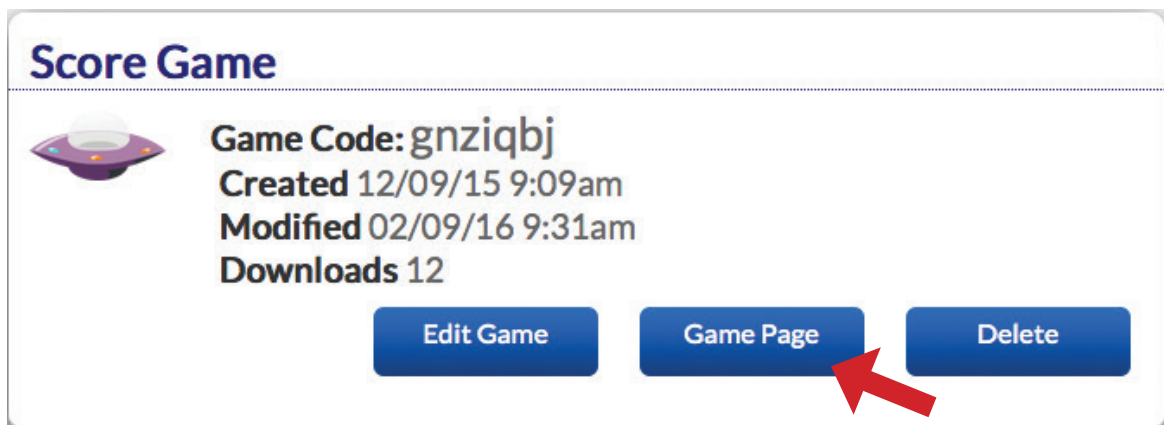 Score Game
Game Code: gnziqbj
Created 12/09/15 9:09am
Modified 02/09/16 9:31am
Downloads 12
Edit Game Game Page Delete